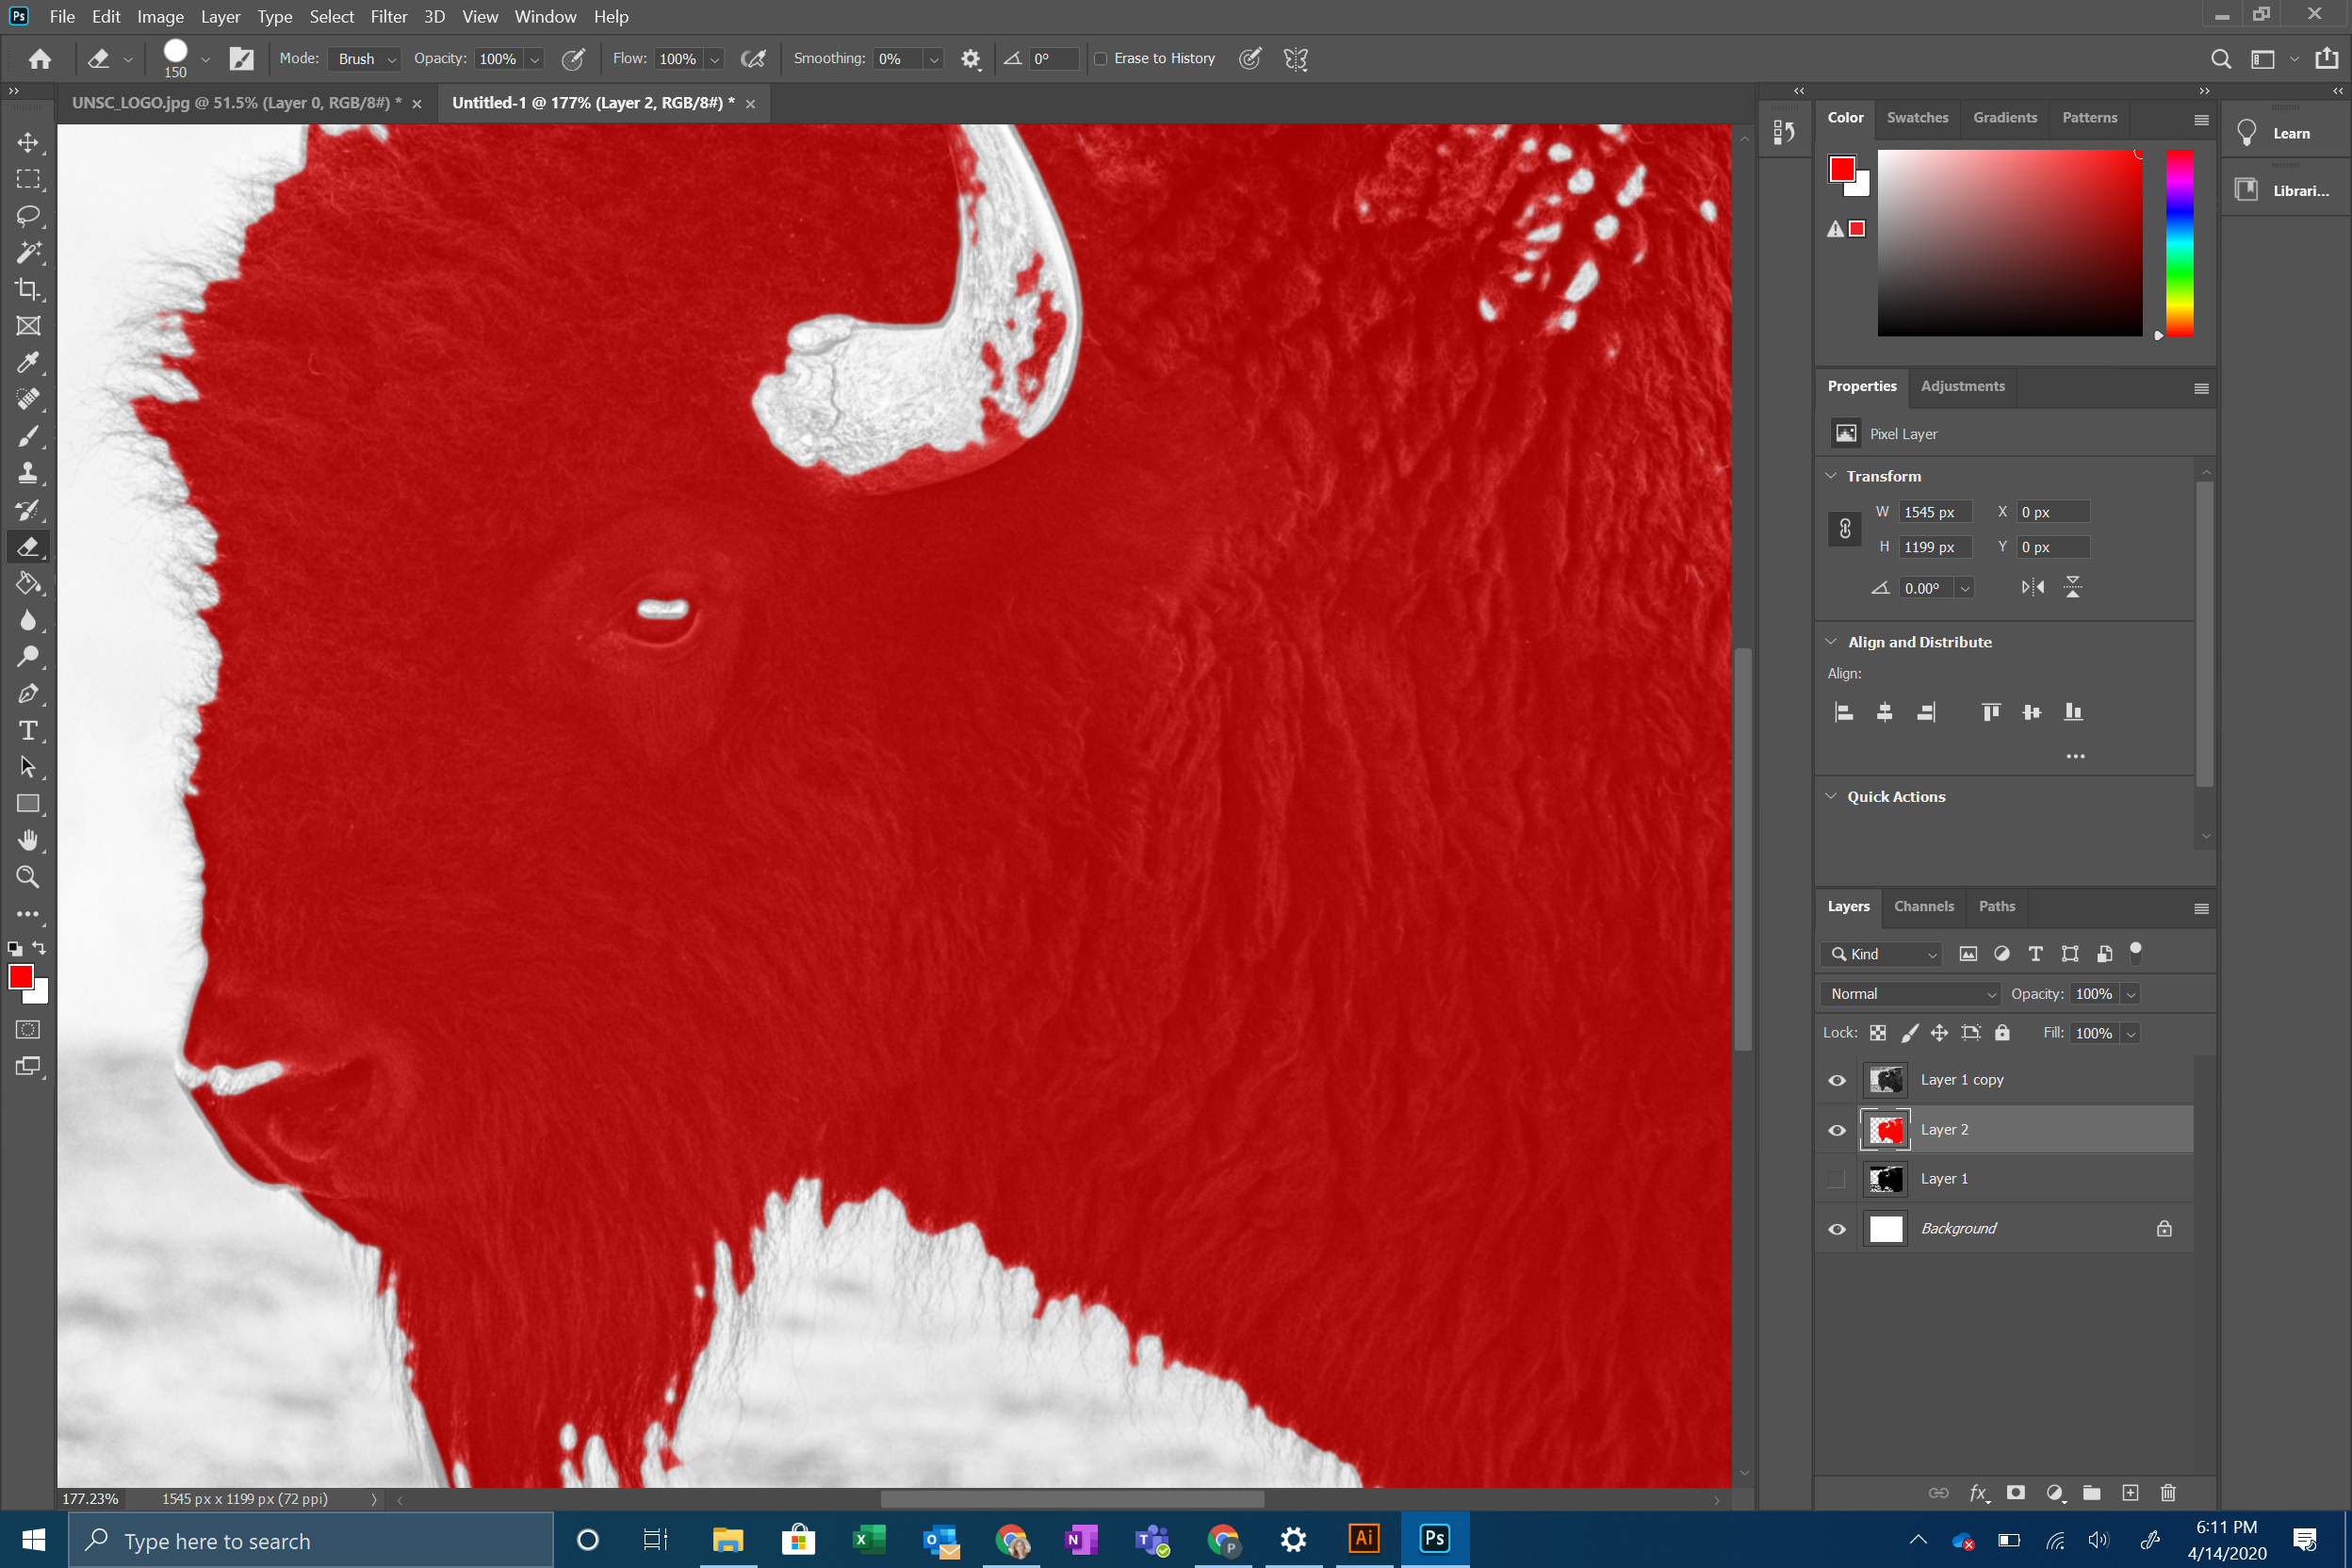 Ps File Edit Image Layer Type Select Filter 3D View Window Help
150 Mode: Brush Opacity: 100% Flow: 100% Smoothing: 0% 0° Erase to History
UNSC_LOGO.jpg @ 51.5% (Layer 0, RGB/8#) * × Untitled-1 @ 177% (Layer 2, RGB/8#) * ×
Color Swatches Gradients Patterns
Learn
Librari...
Properties Adjustments
Pixel Layer
Transform
W 1545 px X 0 px
H 1199 px Y 0 px
0.00°
Align and Distribute
Align:
Quick Actions
Layers Channels Paths
Kind
Normal Opacity: 100%
Lock: Fill: 100%
Layer 1 copy
Layer 2
Layer 1
Background
fx
177.23% 1545 px x 1199 px (72 ppi)
Type here to search
Ai Ps
6:11 PM
4/14/2020